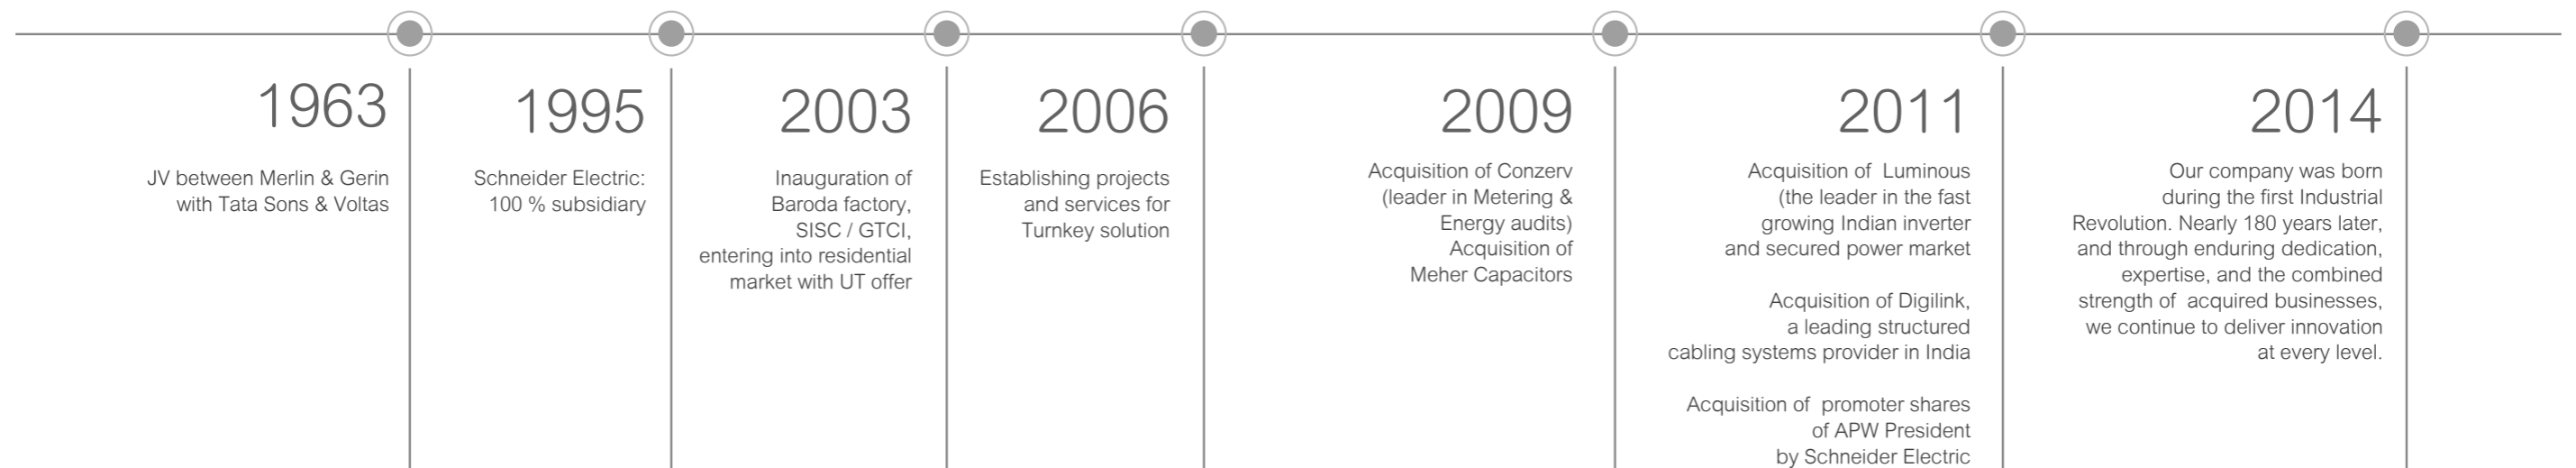 1963
JV between Merlin & Gerin
with Tata Sons & Voltas
1995
Schneider Electric:
100 % subsidiary
2003
Inauguration of
Baroda factory,
SISC / GTCI,
entering into residential
market with UT offer
2006
Establishing projects
and services for
Turnkey solution
2009
Acquisition of Conzerv
(leader in Metering &
Energy audits)
Acquisition of
Meher Capacitors
2011
Acquisition of  Luminous
(the leader in the fast
growing Indian inverter
and secured power market
Acquisition of Digilink,
a leading structured
cabling systems provider in India
Acquisition of  promoter shares
of APW President
by Schneider Electric
2014
Our company was born
during the first Industrial
Revolution. Nearly 180 years later,
and through enduring dedication,
expertise, and the combined
strength of  acquired businesses,
we continue to deliver innovation
at every level.